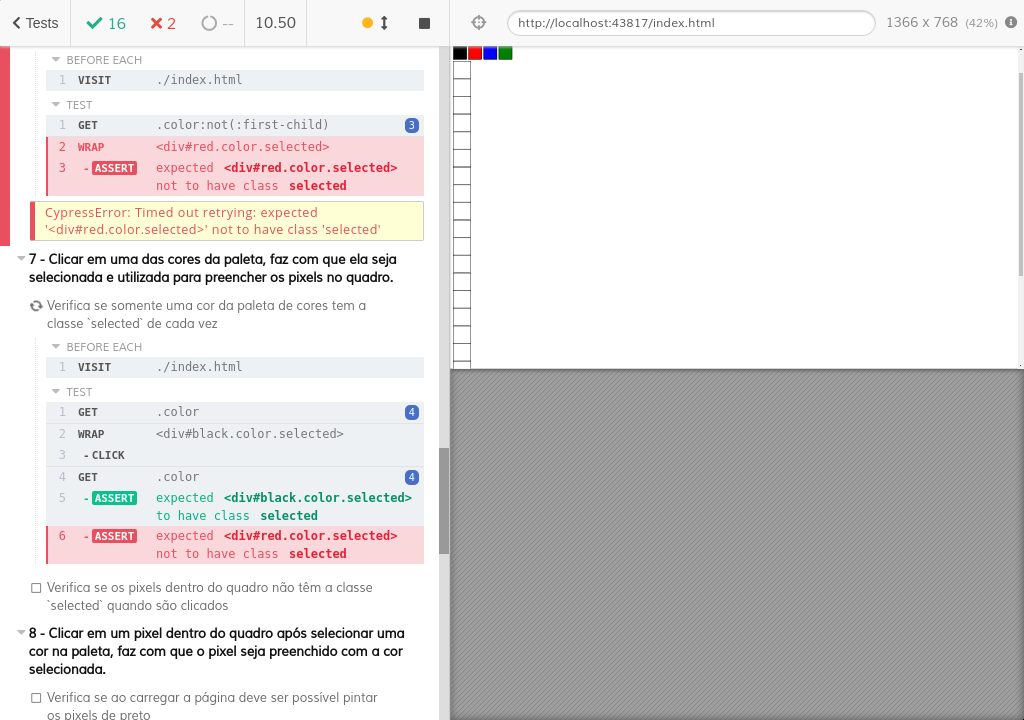 Tests 16 2 -- 10.50 http://localhost:43817/index.html 1366 x 768 (42%)
BEFORE EACH
1 VISIT ./index.html
TEST
1 GET .color:not(:first-child) 3
2 WRAP <div#red.color.selected>
3 - ASSERT expected <div#red.color.selected>
not to have class selected
CypressError: Timed out retrying: expected
'<div#red.color.selected>' not to have class 'selected'
7 - Clicar em uma das cores da paleta, faz com que ela seja
selecionada e utilizada para preencher os pixels no quadro.
Verifica se somente uma cor da paleta de cores tem a
classe `selected` de cada vez
BEFORE EACH
1 VISIT ./index.html
TEST
1 GET .color 4
2 WRAP <div#black.color.selected>
3 - CLICK
4 GET .color 4
5 - ASSERT expected <div#black.color.selected>
to have class selected
6 - ASSERT expected <div#red.color.selected>
not to have class selected
Verifica se os pixels dentro do quadro não têm a classe
`selected` quando são clicados
8 - Clicar em um pixel dentro do quadro após selecionar uma
cor na paleta, faz com que o pixel seja preenchido com a cor
selecionada.
Verifica se ao carregar a página deve ser possível pintar
os pixels de preto